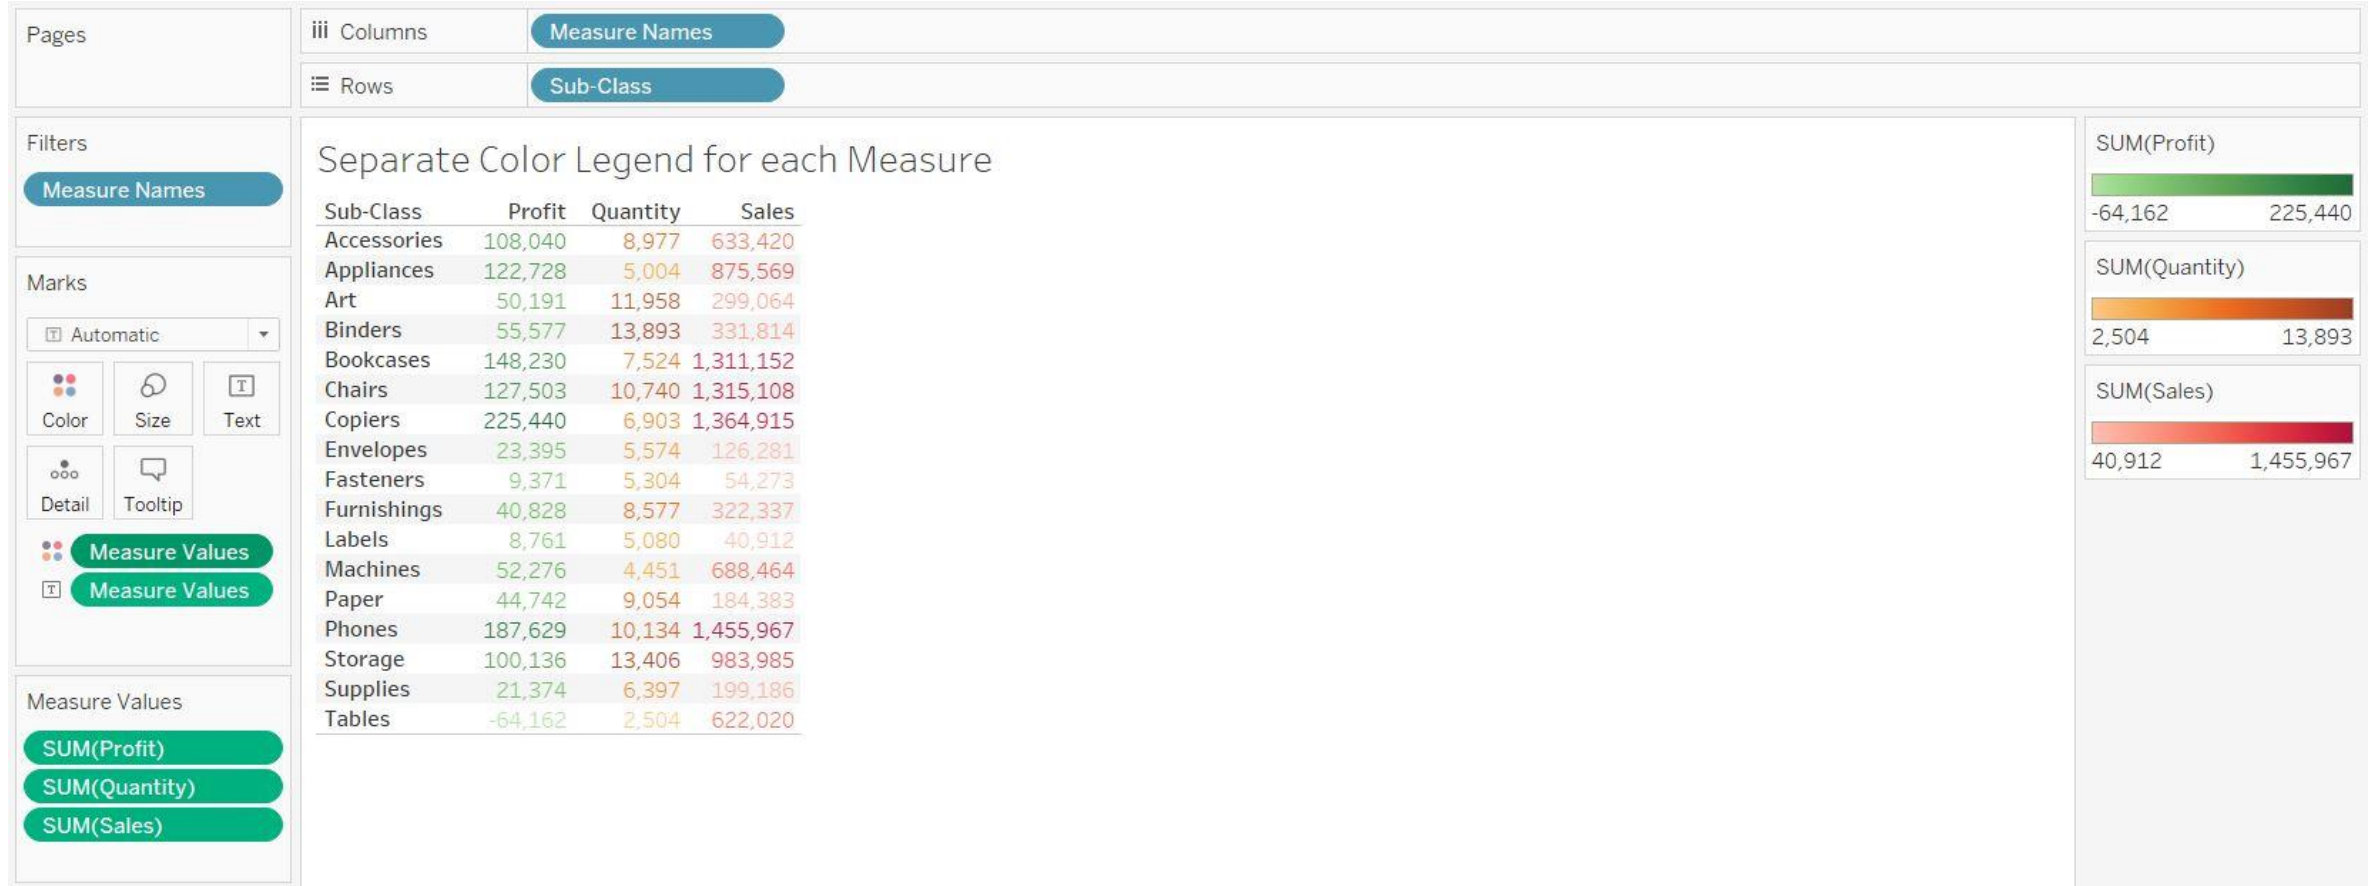 Pages
Columns Measure Names
Rows Sub-Class
Filters
Measure Names
Marks
T Automatic
Color Size T Text
Detail Tooltip
Measure Values
T Measure Values
Measure Values
SUM(Profit)
SUM(Quantity)
SUM(Sales)
Separate Color Legend for each Measure
Sub-Class Profit Quantity Sales
Accessories 108,040 8,977 633,420
Appliances 122,728 5,004 875,569
Art 50,191 11,958 299,064
Binders 55,577 13,893 331,814
Bookcases 148,230 7,524 1,311,152
Chairs 127,503 10,740 1,315,108
Copiers 225,440 6,903 1,364,915
Envelopes 23,395 5,574 126,281
Fasteners 9,371 5,304 54,273
Furnishings 40,828 8,577 322,337
Labels 8,761 5,080 40,912
Machines 52,276 4,451 688,464
Paper 44,742 9,054 184,383
Phones 187,629 10,134 1,455,967
Storage 100,136 13,406 983,985
Supplies 21,374 6,397 199,186
Tables -64,162 2,504 622,020
SUM(Profit)
-64,162 225,440
SUM(Quantity)
2,504 13,893
SUM(Sales)
40,912 1,455,967